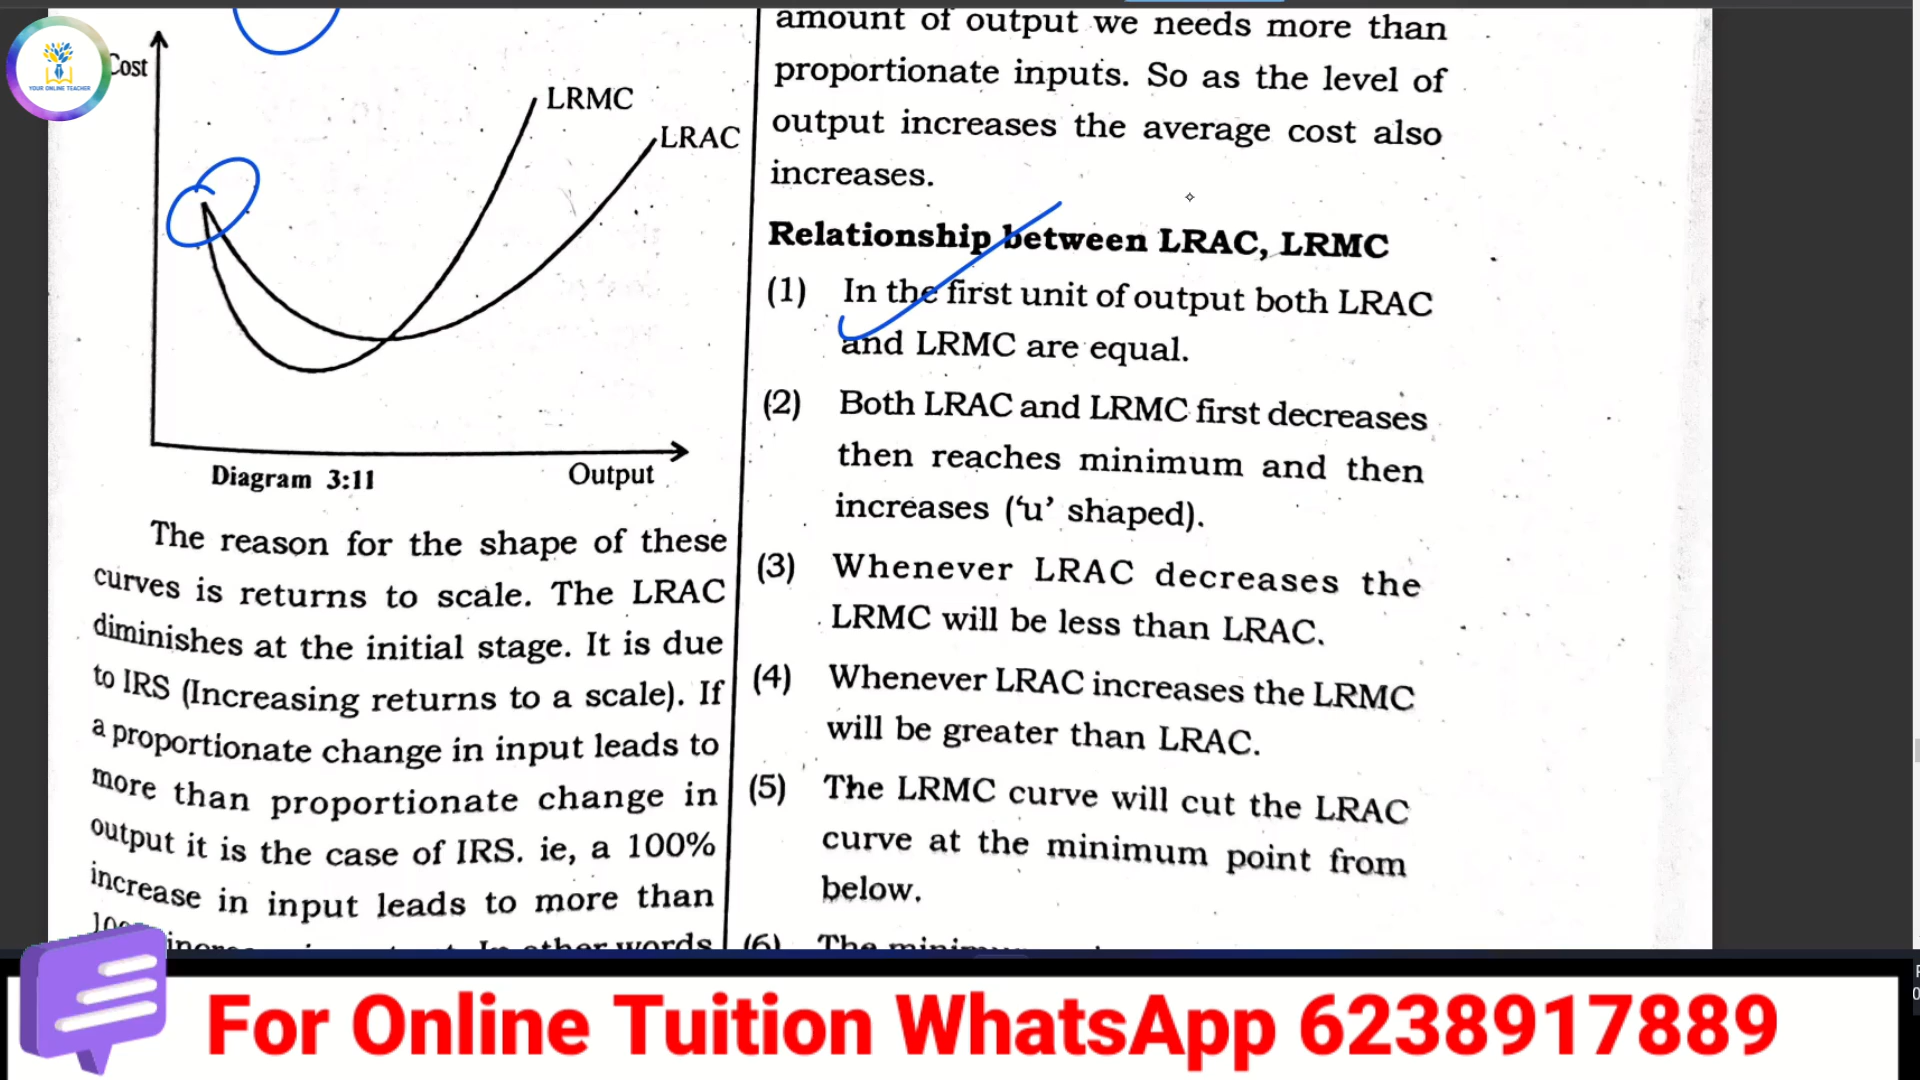 YOUR ONLINE TEACHER
Cost
LRMC
LRAC
Diagram 3:11
Output
The reason for the shape of these
curves is returns to scale. The LRAC
diminishes at the initial stage. It is due
to IRS (Increasing returns to a scale). If
a proportionate change in input leads to
more than proportionate change in
output it is the case of IRS. ie, a 100%
increase in input leads to more than
In other words
amount of output we needs more than
proportionate inputs. So as the level of
output increases the average cost also
increases.
Relationship between LRAC, LRMC
(1) In the first unit of output both LRAC
and LRMC are equal.
(2) Both LRAC and LRMC first decreases
then reaches minimum and then
increases ('u' shaped).
(3) Whenever LRAC decreases the
LRMC will be less than LRAC.
(4) Whenever LRAC increases the LRMC
will be greater than LRAC.
(5) The LRMC curve will cut the LRAC
curve at the minimum point from
below.
(6) The
For Online Tuition WhatsApp 6238917889